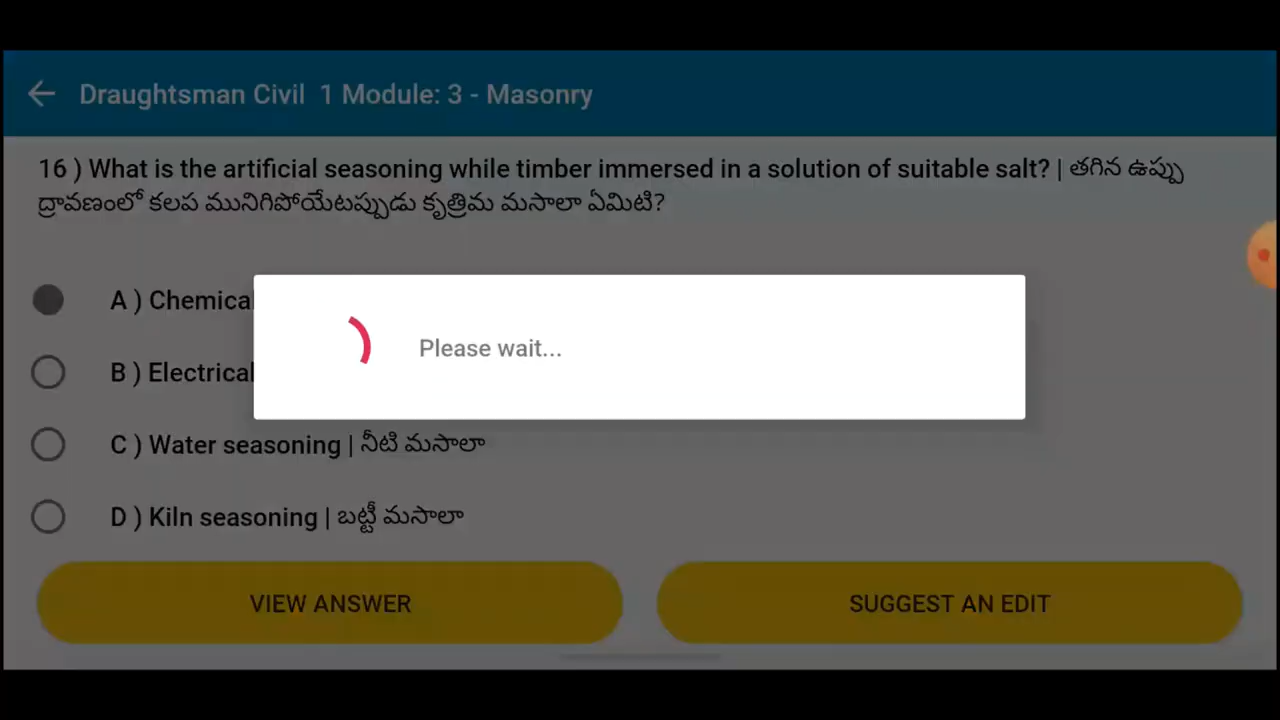 Draughtsman Civil 1 Module: 3 - Masonry
16 ) What is the artificial seasoning while timber immersed in a solution of suitable salt? | తగిన ఉప్పు
ద్రావణంలో కలప మునిగిపోయేటప్పుడు కృత్రిమ మసాలా ఏమిటి?
A ) Chemical
Please wait...
B ) Electrical
C ) Water seasoning | నీటి మసాలా
D ) Kiln seasoning | బట్టీ మసాలా
VIEW ANSWER
SUGGEST AN EDIT